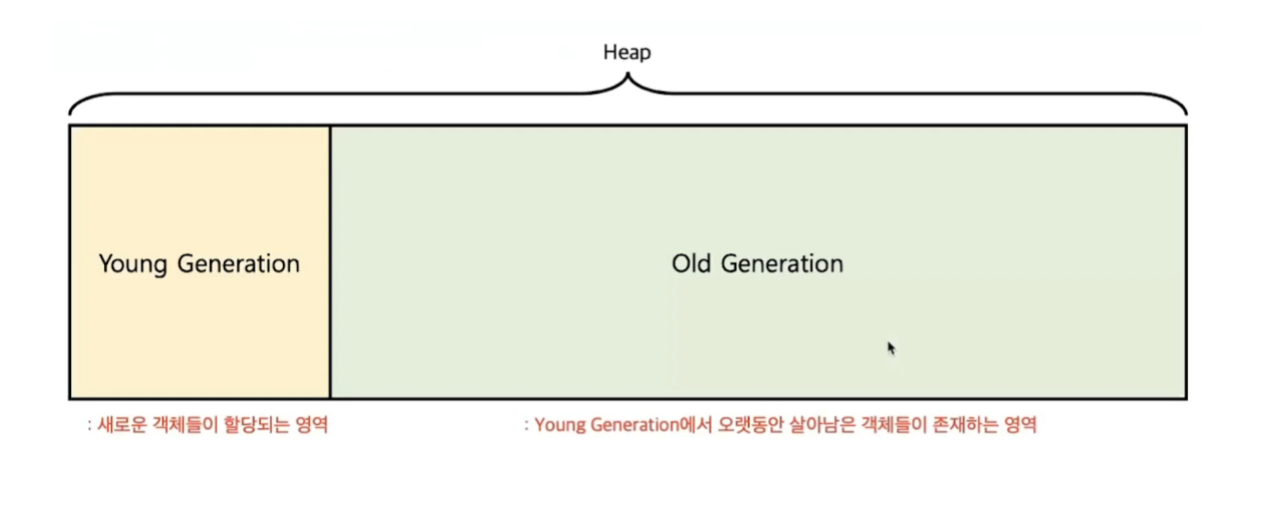 Heap
Young Generation
Old Generation
: 새로운 객체들이 할당되는 영역
: Young Generation에서 오랫동안 살아남은 객체들이 존재하는 영역